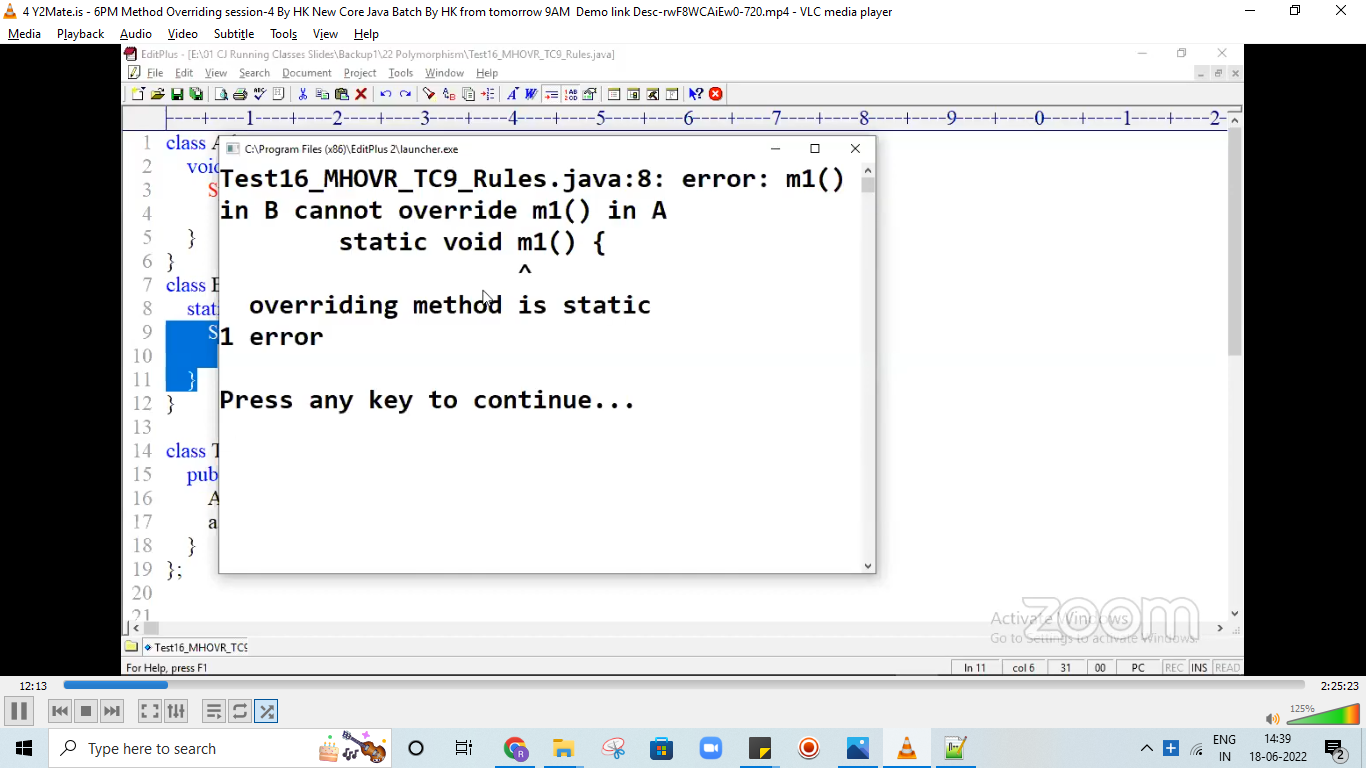 4 Y2Mate.is - 6PM Method Overriding session-4 By HK New Core Java Batch By HK from tomorrow 9AM  Demo link Desc-rwF8WCAiEw0-720.mp4 - VLC media player
Media Playback Audio Video Subtitle Tools View Help
EditPlus - [E:\01 CJ Running Classes Slides\Backup1\22 Polymorphism\Test16_MHOVR_TC9_Rules.java]
File Edit View Search Document Project Tools Window Help
----+----1----+----2----+----3----+----4----+----5----+----6----+----7----+----8----+----9----+----0----+----1----+----2-
C:\Program Files (x86)\EditPlus 2\launcher.exe
Test16_MHOVR_TC9_Rules.java:8: error: m1()
in B cannot override m1() in A
static void m1() {
^
overriding method is static
1 error
Press any key to continue...
1 class A
2 void
3 S
4
5 }
6 }
7 class B
8 stati
9 S
10
11 }
12 }
13
14 class T
15 pub
16 A
17 a
18 }
19 };
20
21
zoom
Activate Windows
Go to Settings to activate Windows.
Test16_MHOVR_TC9
For Help, press F1
ln 11 col 6 31 00 PC REC INS READ
12:13 2:25:23
125%
Type here to search
ENG
IN
14:39
18-06-2022
2